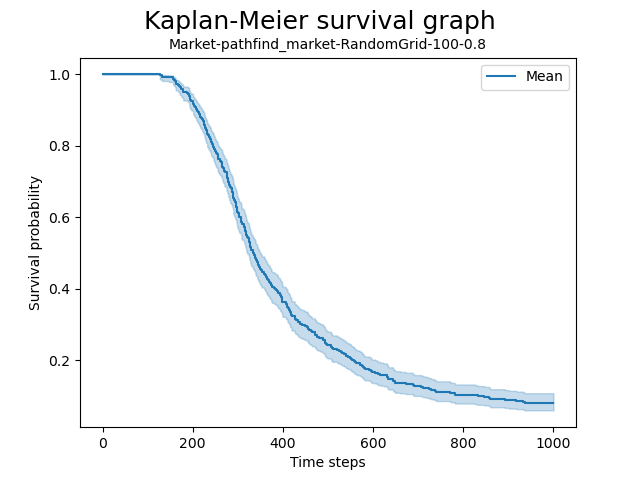 Kaplan-Meier survival graph
Market-pathfind_market-RandomGrid-100-0.8
Mean
1.0
0.8
0.6
0.4
0.2
Survival probability
0
200
400
600
800
1000
Time steps